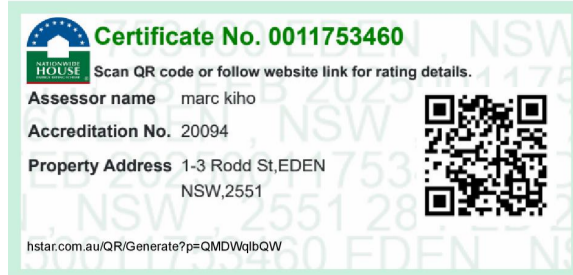 Certificate No. 0011753460
NATIONWIDE
HOUSE
Scan QR code or follow website link for rating details.
Assessor name marc kiho
Accreditation No. 20094
Property Address 1-3 Rodd St,EDEN
NSW,2551
hstar.com.au/QR/Generate?p=QMDWqlbQW